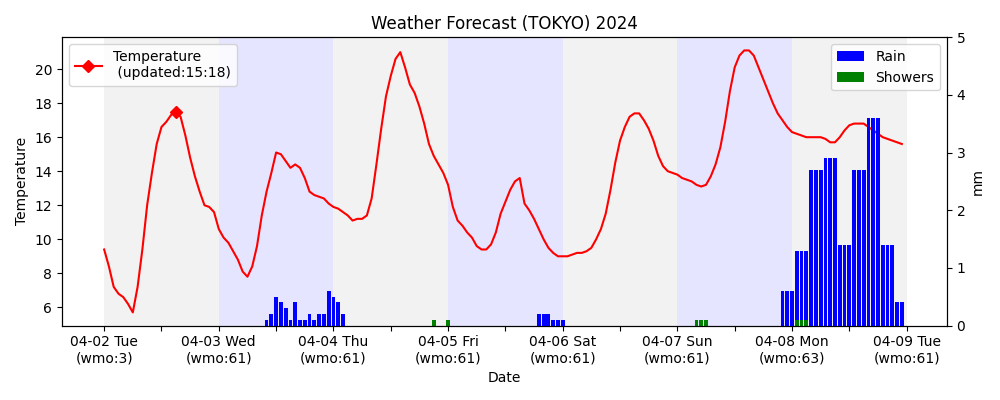 Weather Forecast (TOKYO) 2024
Temperature
(updated:15:18)
Rain
Showers
Temperature
20
18
16
14
12
10
8
6
5
4
3
2
1
0
mm
04-02 Tue
(wmo:3)
04-03 Wed
(wmo:61)
04-04 Thu
(wmo:61)
04-05 Fri
(wmo:61)
04-06 Sat
(wmo:61)
04-07 Sun
(wmo:61)
04-08 Mon
(wmo:63)
04-09 Tue
(wmo:61)
Date